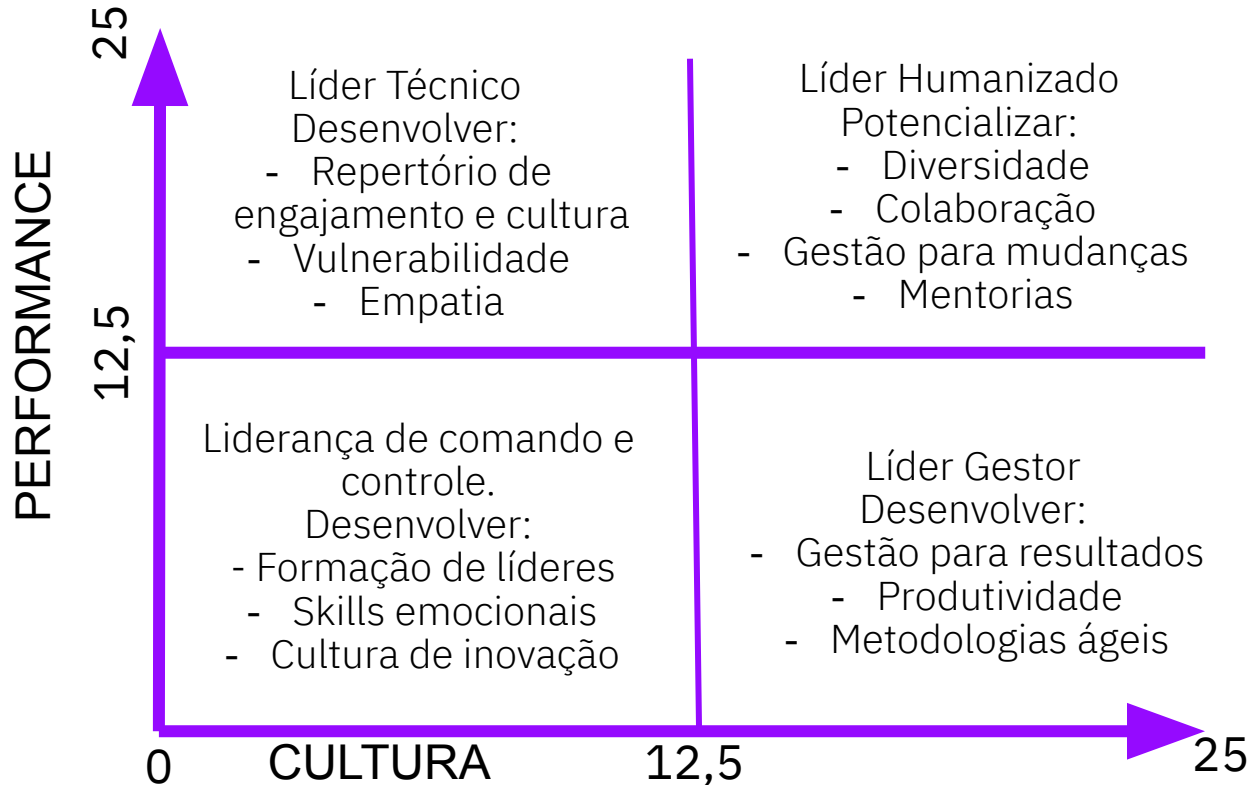 PERFORMANCE
25
12,5
Líder Técnico
Desenvolver:
- Repertório de
engajamento e cultura
- Vulnerabilidade
- Empatia
Líder Humanizado
Potencializar:
- Diversidade
- Colaboração
- Gestão para mudanças
- Mentorias
Liderança de comando e
controle.
Desenvolver:
- Formação de líderes
- Skills emocionais
- Cultura de inovação
Líder Gestor
Desenvolver:
- Gestão para resultados
- Produtividade
- Metodologias ágeis
0
CULTURA
12,5
25